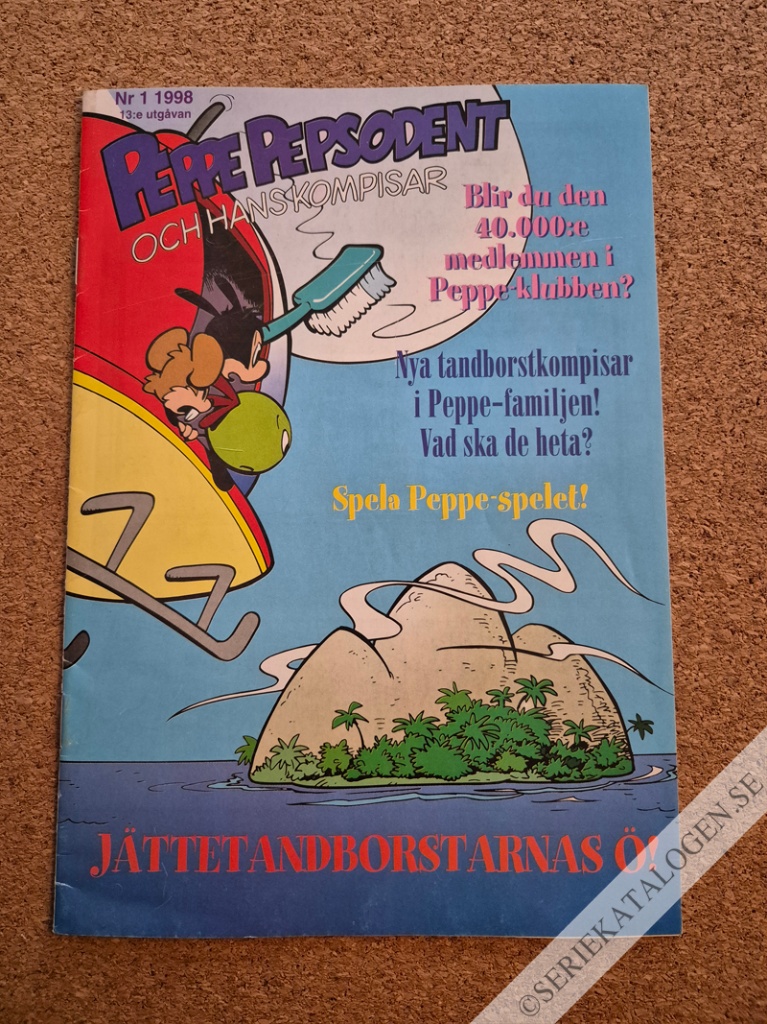 Nr 1 1998
13:e utgåvan
PEPPE PEPSODENT
OCH HANS KOMPISAR
Blir du den
40.000:e
medlemmen i
Peppe-klubben?
Nya tandborstkompisar
i Peppe-familjen!
Vad ska de heta?
Spela Peppe-spelet!
JÄTTETANDBORSTARNAS Ö!
©SERIEKATALOGEN.SE